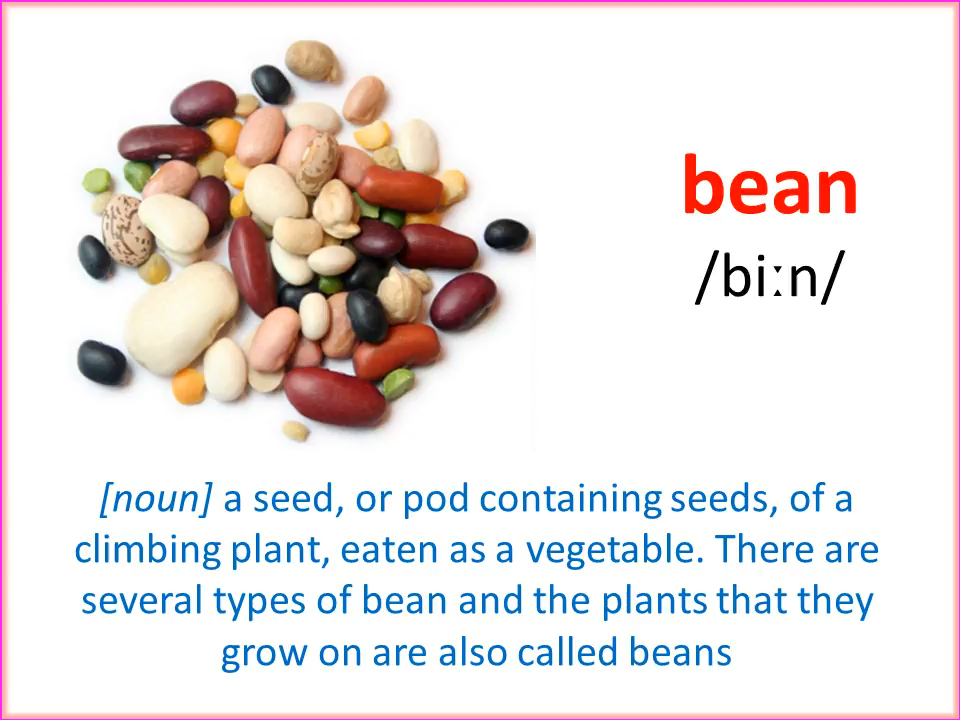 bean
/biːn/
[noun] a seed, or pod containing seeds, of a
climbing plant, eaten as a vegetable. There are
several types of bean and the plants that they
grow on are also called beans